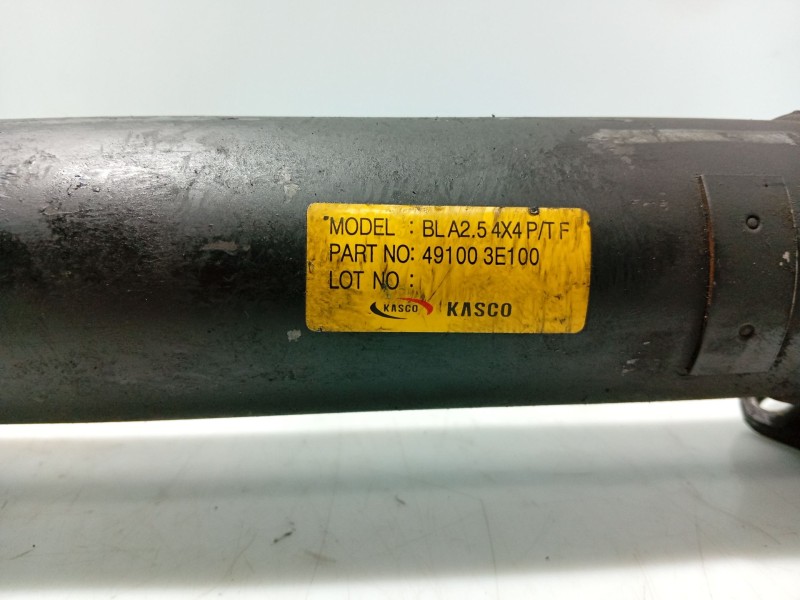 MODEL : BL A2.5 4X4 P/T F
PART NO: 49100 3E100
LOT NO :
KASCO KASCO